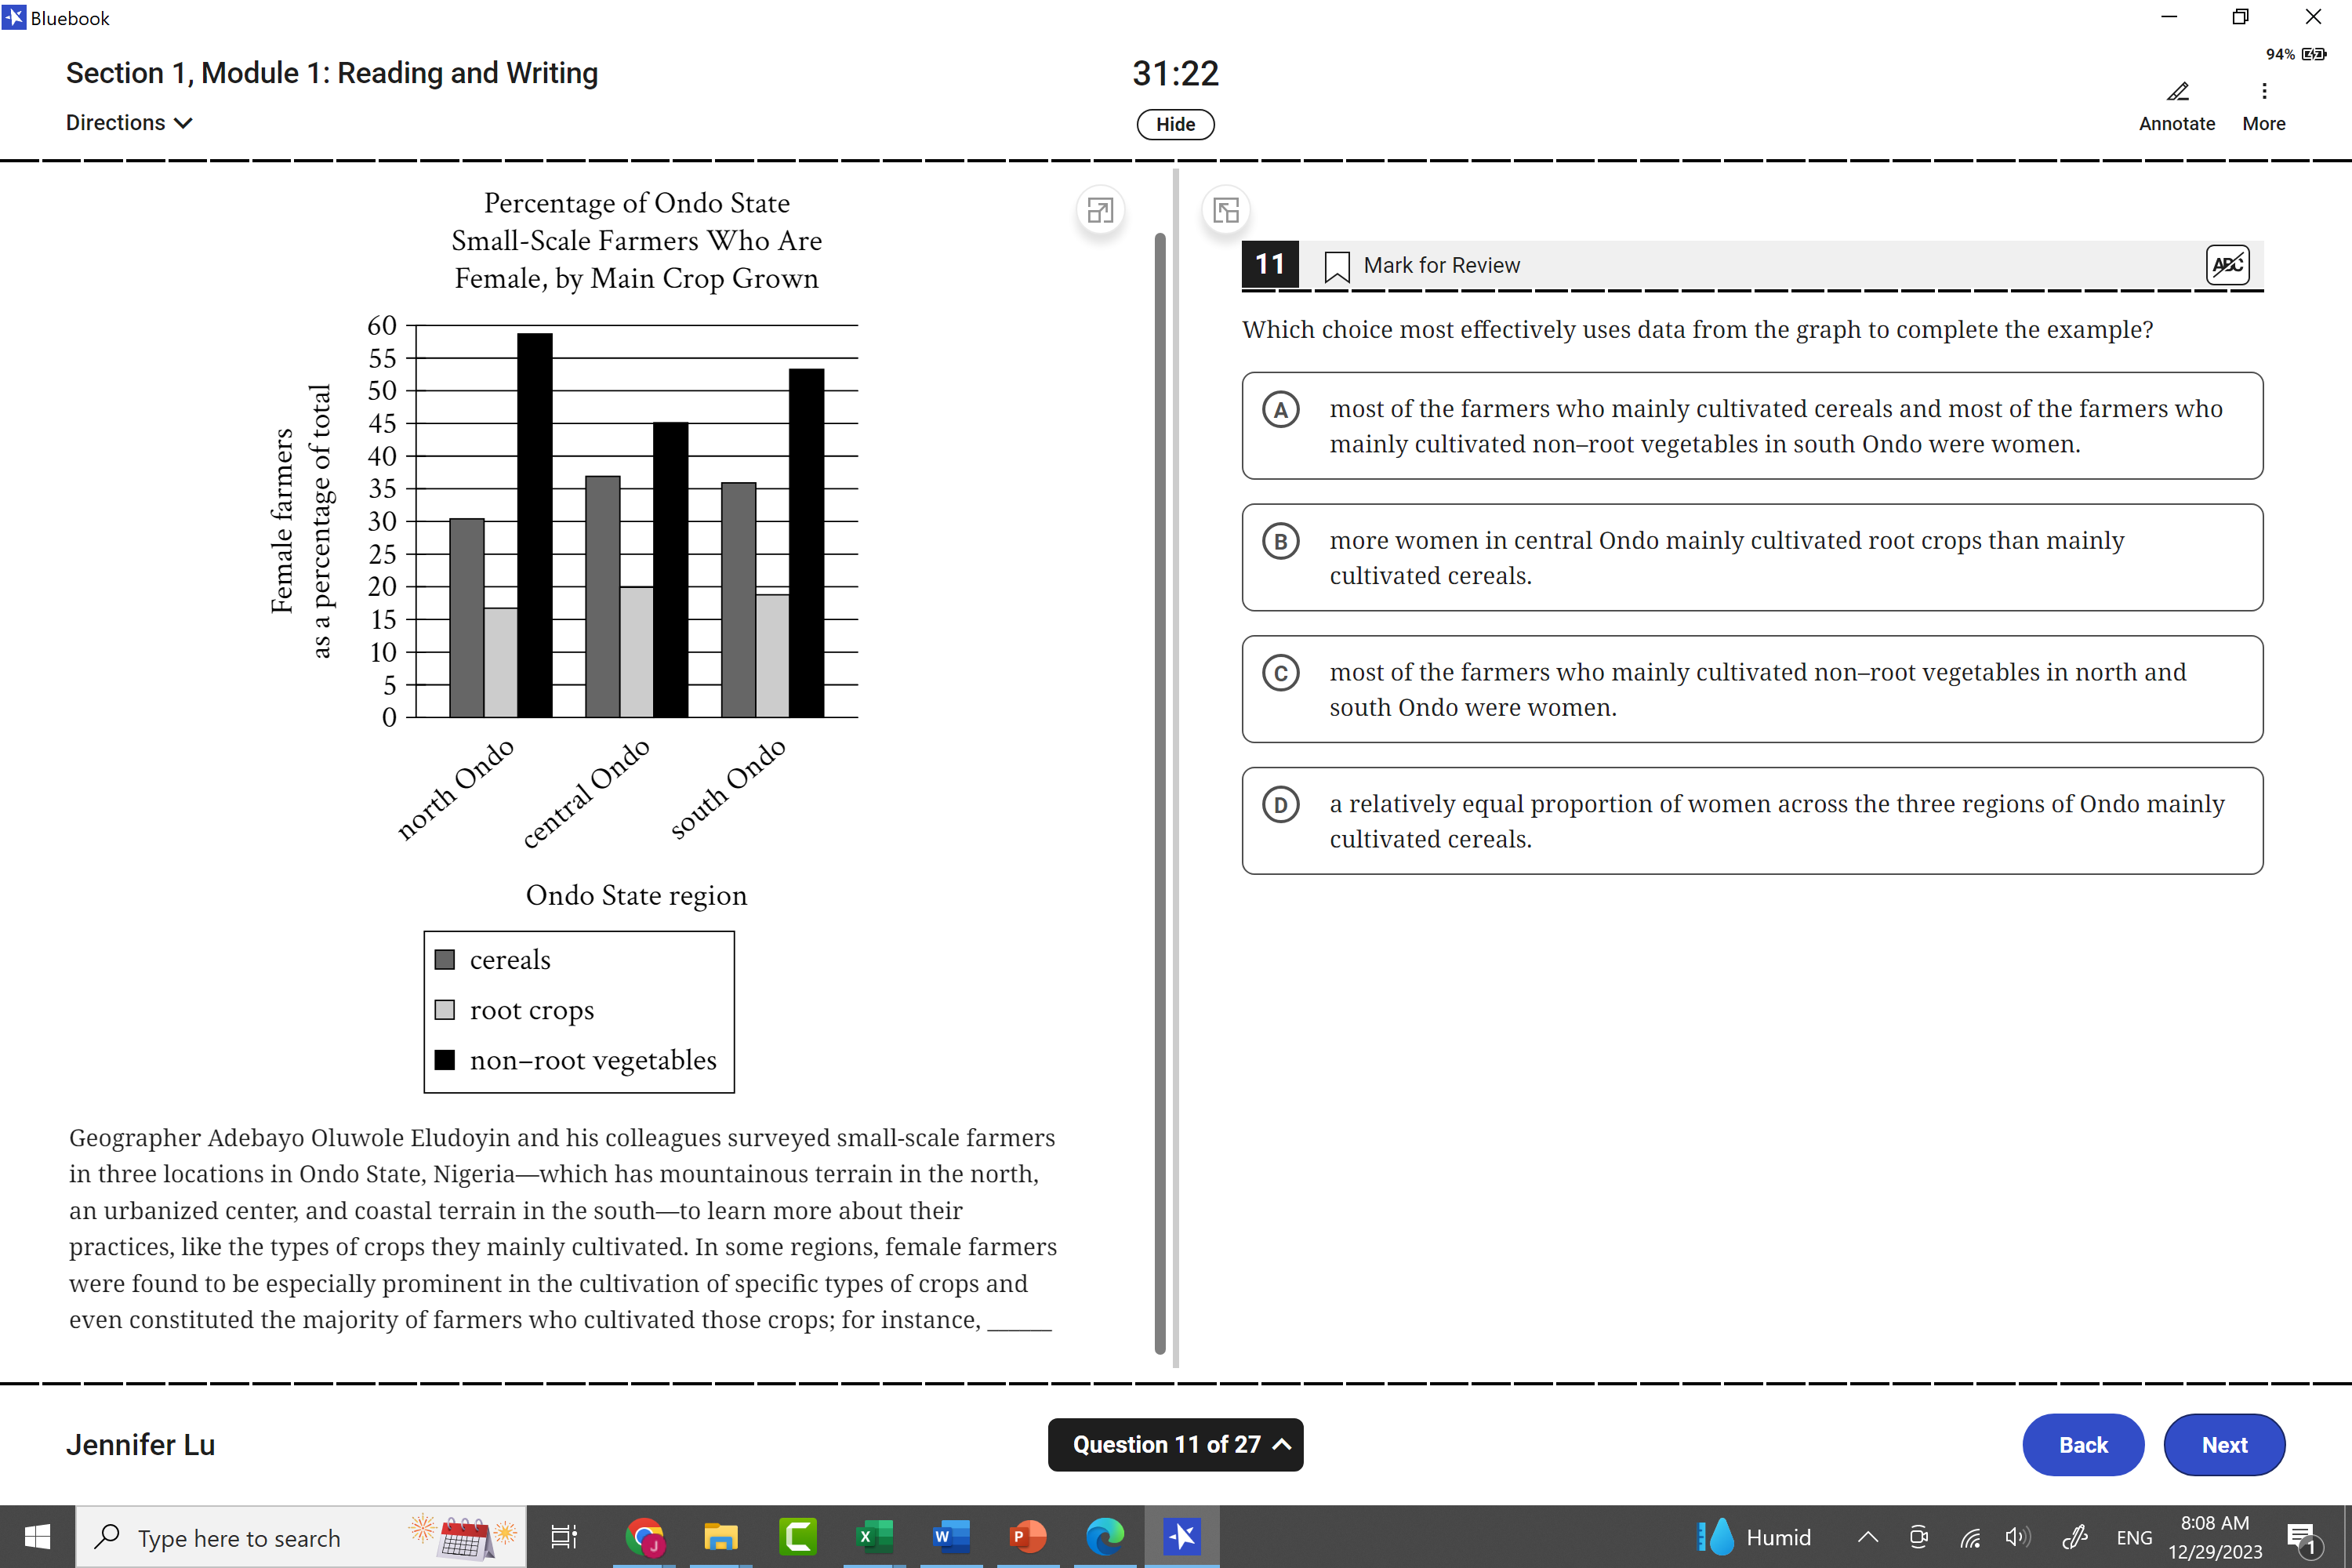 Bluebook
94%
Section 1, Module 1: Reading and Writing
31:22
Directions
Hide
Annotate
More
Percentage of Ondo State
Small-Scale Farmers Who Are
Female, by Main Crop Grown
Female farmers
as a percentage of total
60
55
50
45
40
35
30
25
20
15
10
5
0
north Ondo
central Ondo
south Ondo
Ondo State region
cereals
root crops
non–root vegetables
Geographer Adebayo Oluwole Eludoyin and his colleagues surveyed small-scale farmers
in three locations in Ondo State, Nigeria—which has mountainous terrain in the north,
an urbanized center, and coastal terrain in the south—to learn more about their
practices, like the types of crops they mainly cultivated. In some regions, female farmers
were found to be especially prominent in the cultivation of specific types of crops and
even constituted the majority of farmers who cultivated those crops; for instance, ______
11
Mark for Review
ABC
Which choice most effectively uses data from the graph to complete the example?
A
most of the farmers who mainly cultivated cereals and most of the farmers who
mainly cultivated non–root vegetables in south Ondo were women.
B
more women in central Ondo mainly cultivated root crops than mainly
cultivated cereals.
C
most of the farmers who mainly cultivated non–root vegetables in north and
south Ondo were women.
D
a relatively equal proportion of women across the three regions of Ondo mainly
cultivated cereals.
Jennifer Lu
Question 11 of 27
Back
Next
Type here to search
J
X
W
P
Humid
ENG
8:08 AM
12/29/2023
1